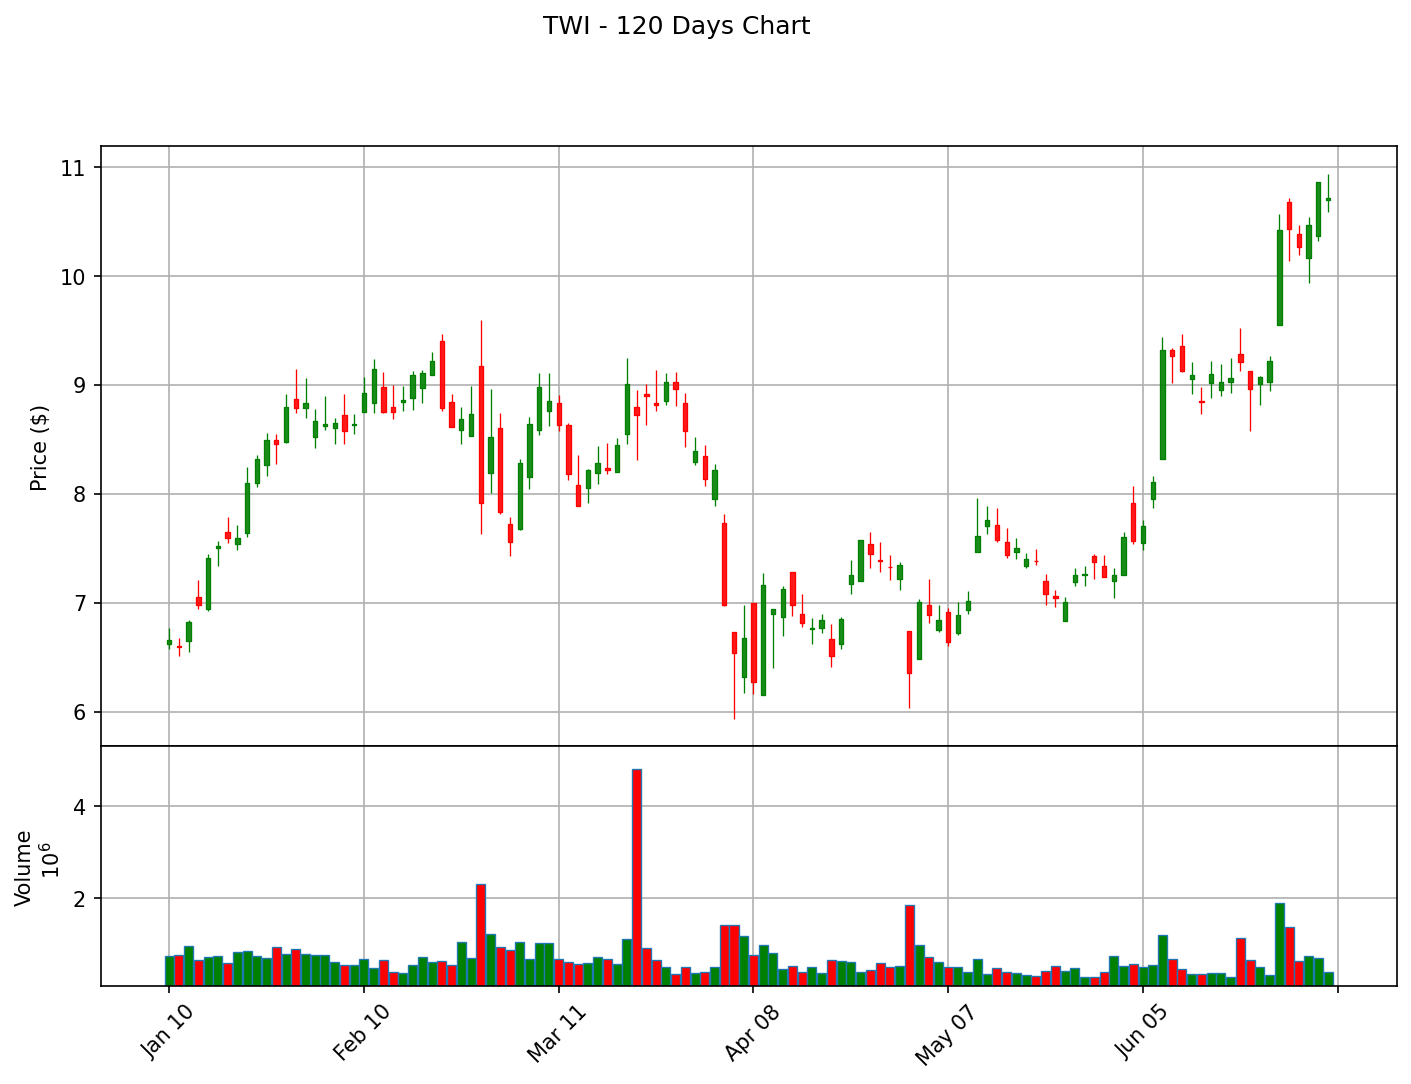 TWI - 120 Days Chart
11
10
9
8
7
6
Price ($)
4
2
Volume
10^6
Jan 10
Feb 10
Mar 11
Apr 08
May 07
Jun 05